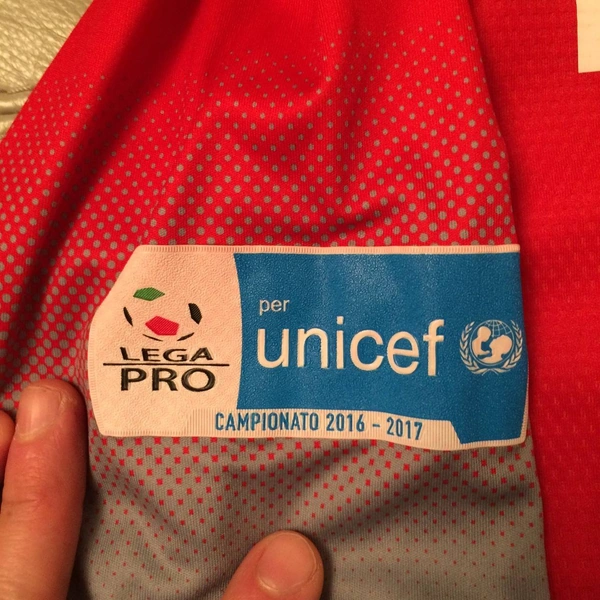 LEGA
PRO
per
unicef
CAMPIONATO 2016 - 2017